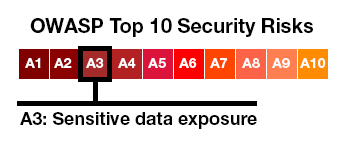 OWASP Top 10 Security Risks
A1 A2 A3 A4 A5 A6 A7 A8 A9 A10
A3: Sensitive data exposure